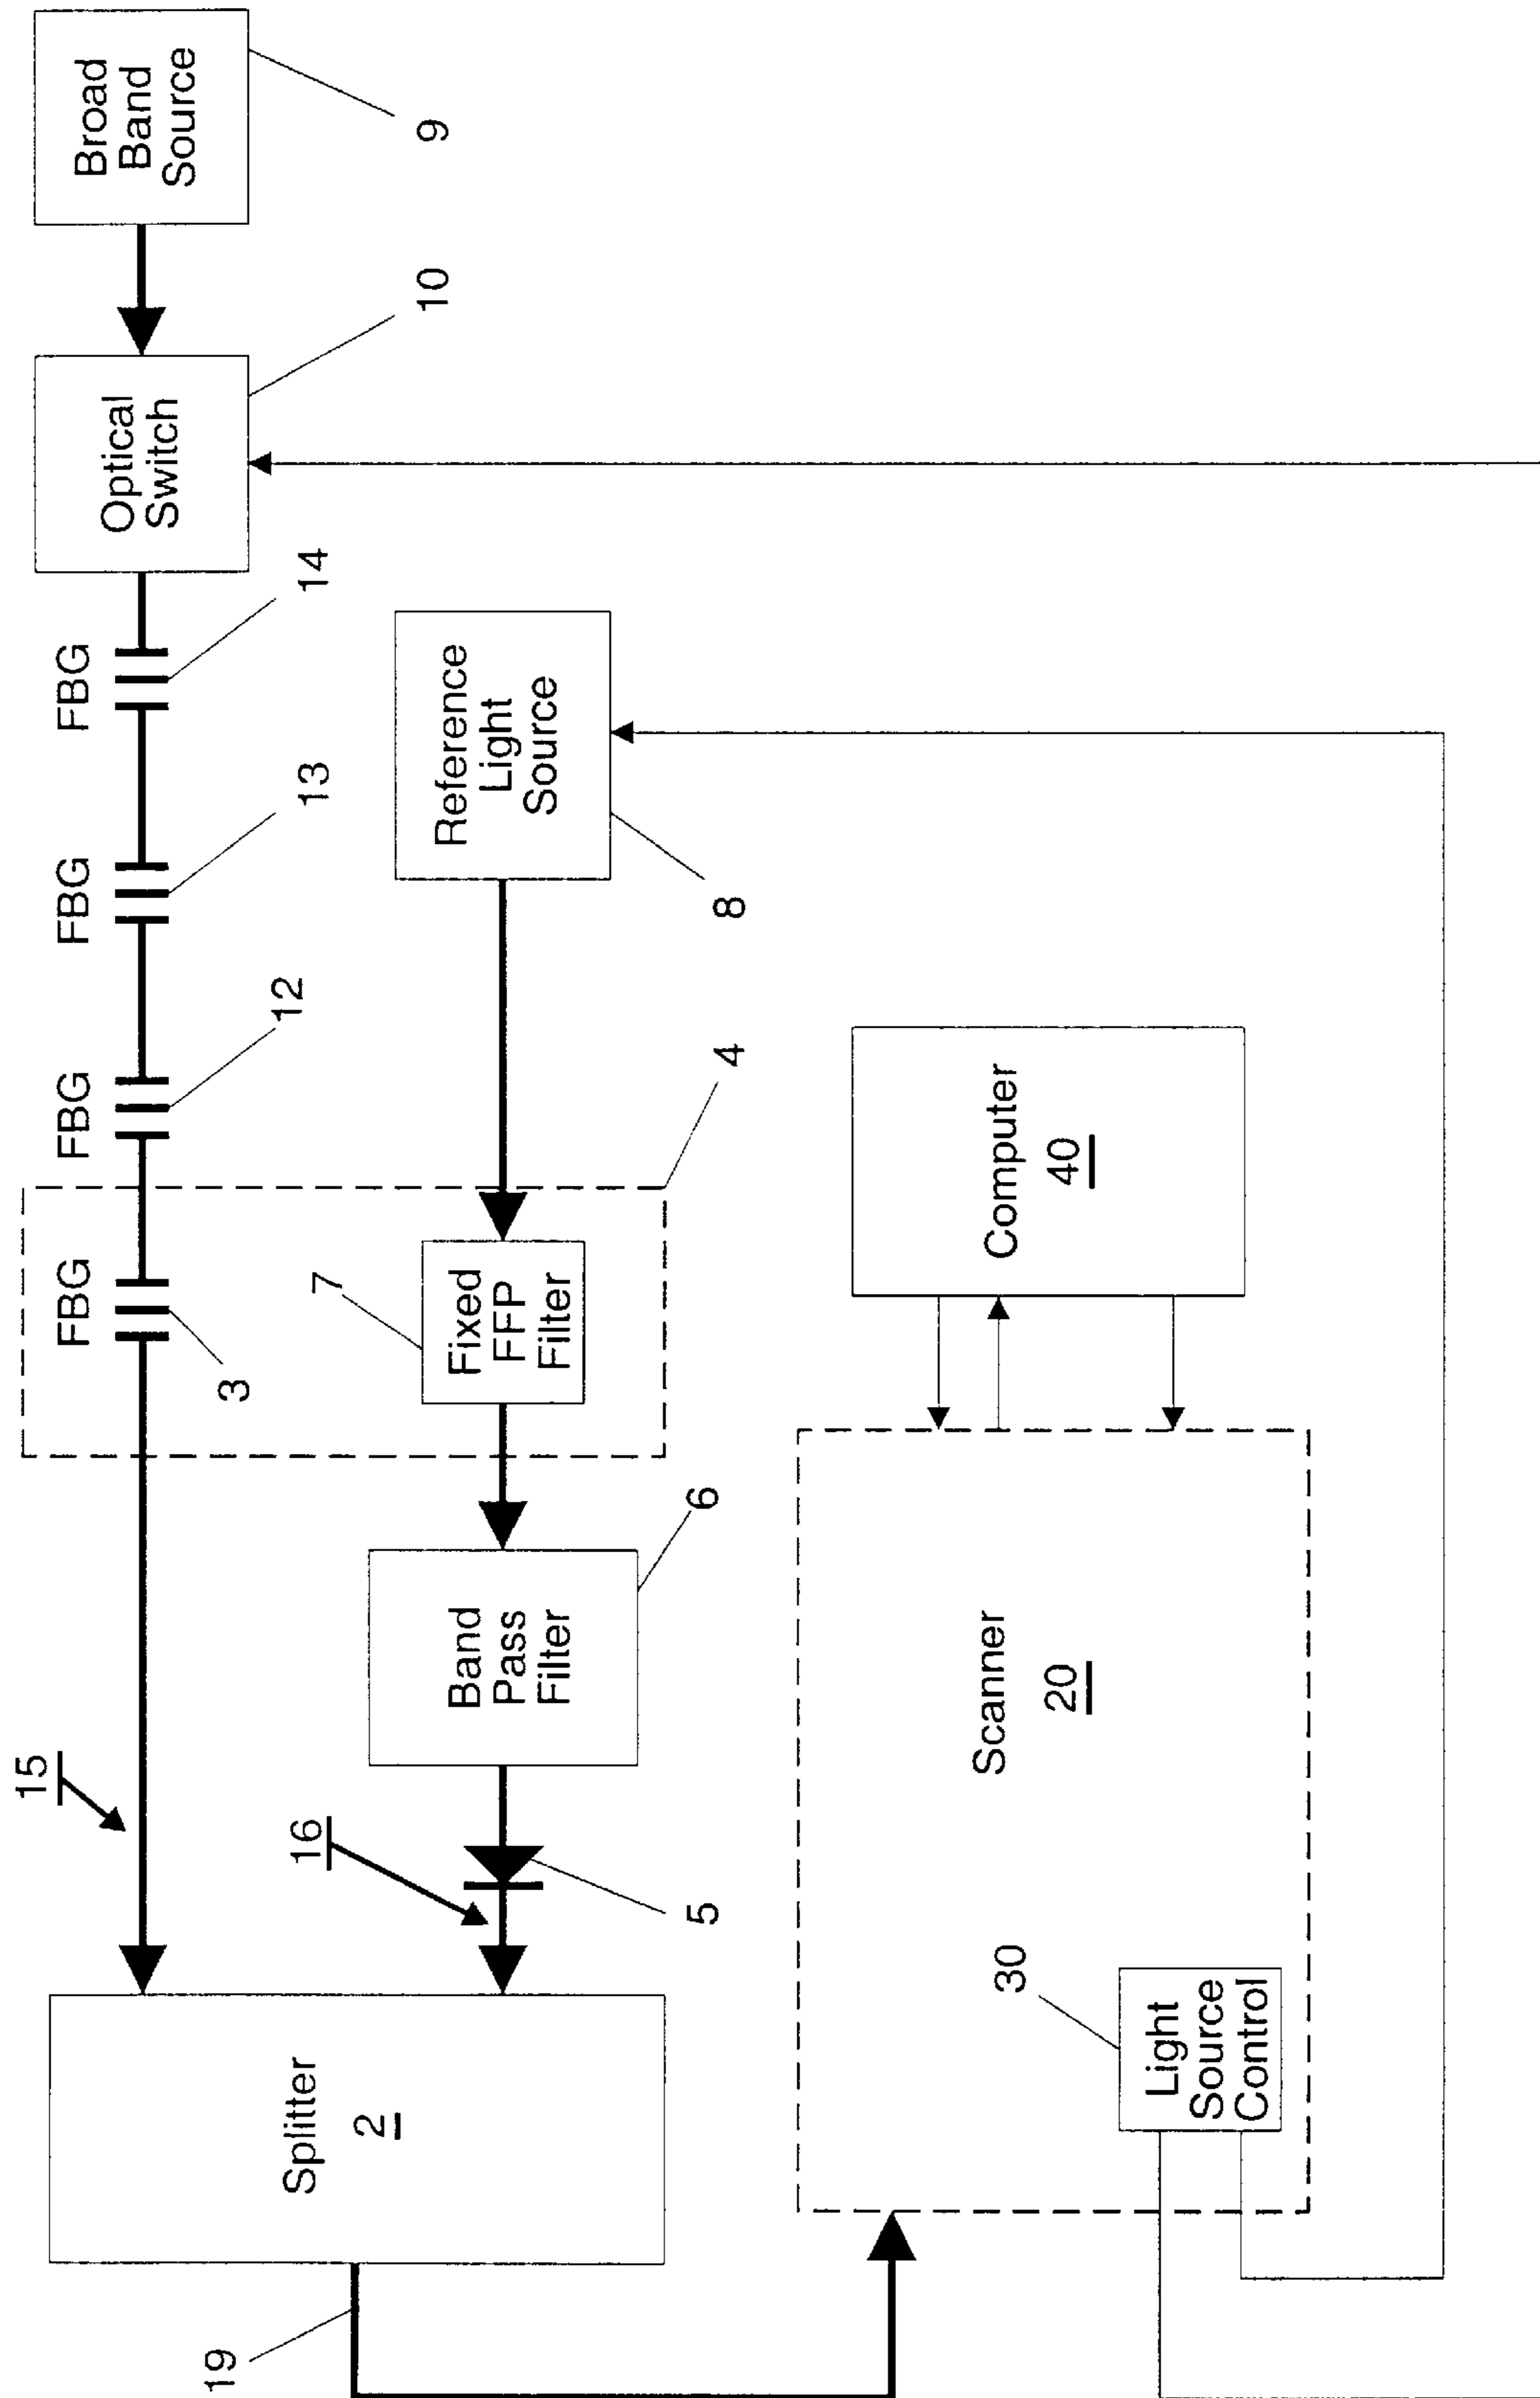 Broad
Band
Source
9
Optical
Switch
10
FBG
14
FBG
13
FBG
12
FBG
3
4
Reference
Light
Source
8
Fixed
FFP
Filter
7
Band
Pass
Filter
6
5
15
16
Splitter
2
19
Computer
40
Scanner
20
Light
Source
Control
30